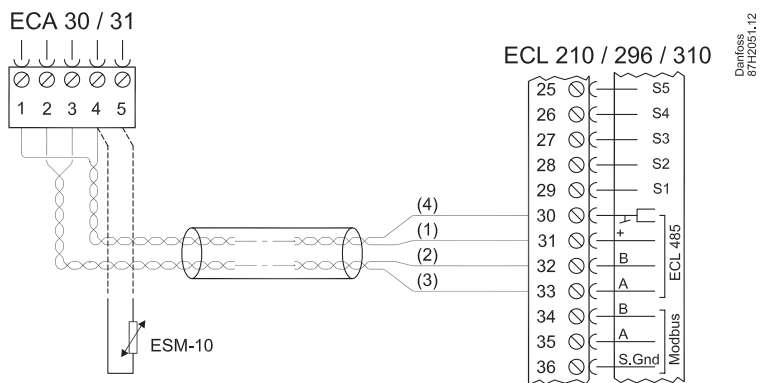 ECA 30 / 31
1 2 3 4 5
ECL 210 / 296 / 310
Danfoss
87H2051.12
25 S5
26 S4
27 S3
28 S2
29 S1
(4) 30
(1) 31 +
(2) 32 B
(3) 33 A
ECL 485
34 B
35 A
36 S.Gnd
Modbus
ESM-10